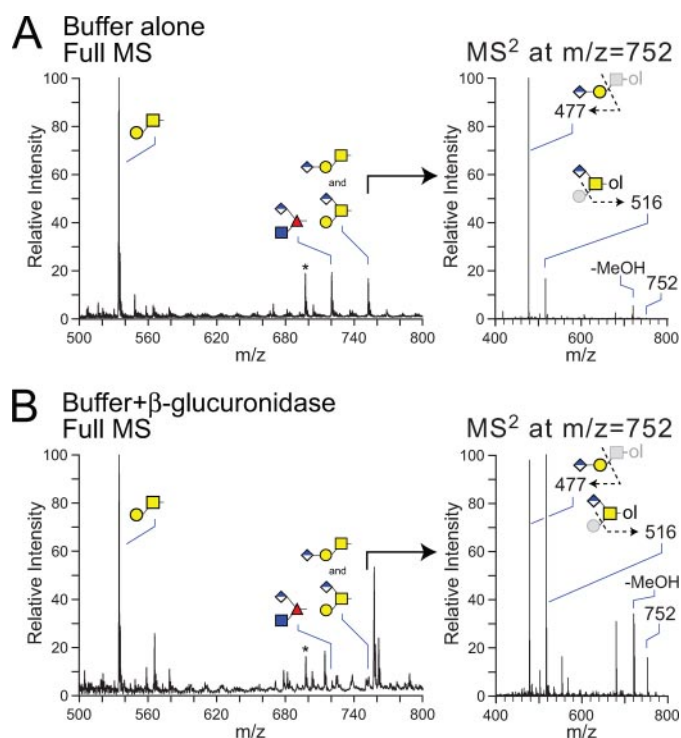 A
Buffer alone
Full MS
MS2 at m/z=752
Relative Intensity
100
80
60
40
20
0
and
*
500
560
620
680
740
800
m/z
Relative Intensity
100
80
60
40
20
0
-ol
477
ol
516
-MeOH
752
400
600
800
m/z
B
Buffer+β-glucuronidase
Full MS
MS2 at m/z=752
Relative Intensity
100
80
60
40
20
0
and
*
500
560
620
680
740
800
m/z
Relative Intensity
100
80
60
40
20
0
-ol
477
ol
516
-MeOH
752
400
600
800
m/z